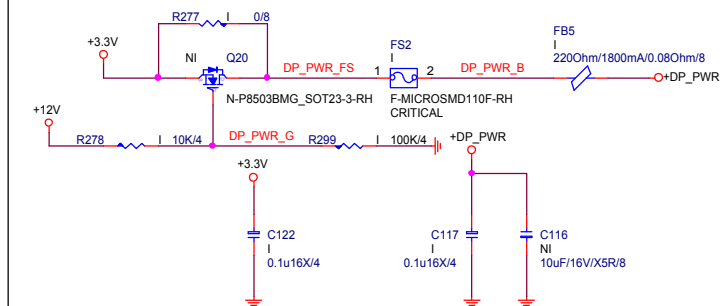 R277 I 0/8
+3.3V
NI Q20
DP_PWR_FS
FS2
I
1 2
DP_PWR_B
FB5
I
220Ohm/1800mA/0.08Ohm/8
+DP_PWR
N-P8503BMG_SOT23-3-RH
F-MICROSMD110F-RH
CRITICAL
+12V
R278 I 10K/4
DP_PWR_G
R299 I 100K/4
+3.3V
C122
I
0.1u16X/4
+DP_PWR
C117
I
0.1u16X/4
C116
NI
10uF/16V/X5R/8